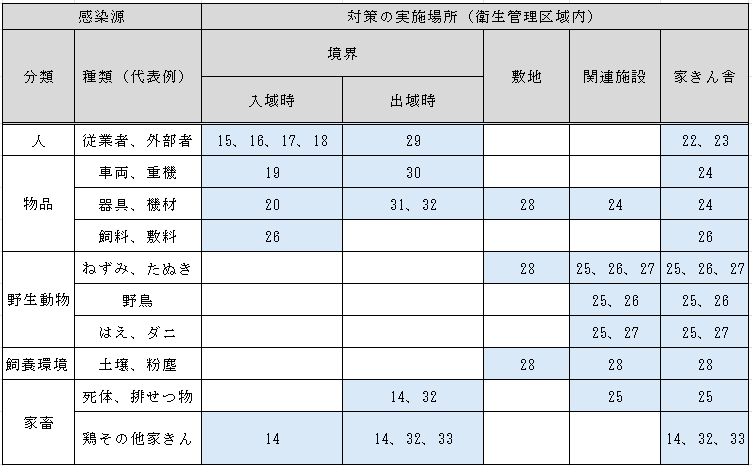 感染源 対策の実施場所（衛生管理区域内）
分類 種類（代表例） 境界 敷地 関連施設 家きん舎
入域時 出域時
人 従業者、外部者 15、16、17、18 29 22、23
物品 車両、重機 19 30 24
器具、機材 20 31、32 28 24 24
飼料、敷料 26 26
野生動物 ねずみ、たぬき 28 25、26、27 25、26、27
野鳥 25、26 25、26
はえ、ダニ 25、27 25、27
飼養環境 土壌、粉塵 28 28 28
家畜 死体、排せつ物 14、32 25 25
鶏その他家きん 14 14、32、33 14、32、33